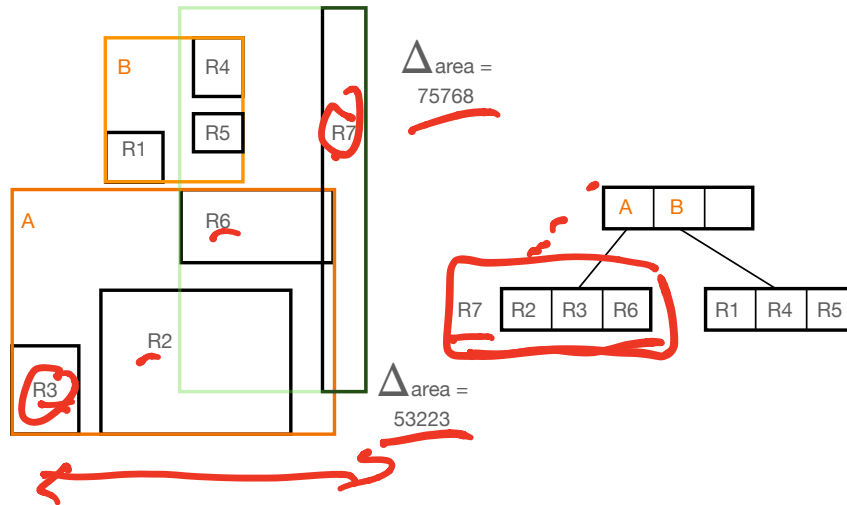 B
R4
Δarea =
75768
R5
R7
R1
A
R6
A B
R7 R2 R3 R6
R1 R4 R5
R2
R3
Δarea =
53223